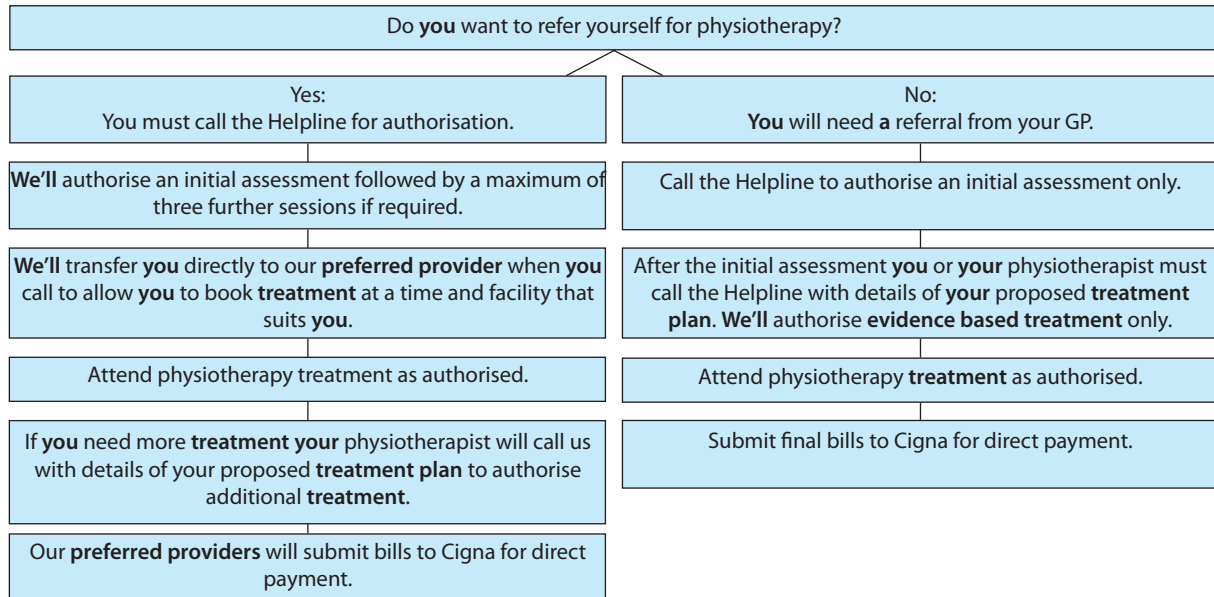 Do you want to refer yourself for physiotherapy?
Yes:
You must call the Helpline for authorisation.
We'll authorise an initial assessment followed by a maximum of
three further sessions if required.
We'll transfer you directly to our preferred provider when you
call to allow you to book treatment at a time and facility that
suits you.
Attend physiotherapy treatment as authorised.
If you need more treatment your physiotherapist will call us
with details of your proposed treatment plan to authorise
additional treatment.
Our preferred providers will submit bills to Cigna for direct
payment.
No:
You will need a referral from your GP.
Call the Helpline to authorise an initial assessment only.
After the initial assessment you or your physiotherapist must
call the Helpline with details of your proposed treatment
plan. We'll authorise evidence based treatment only.
Attend physiotherapy treatment as authorised.
Submit final bills to Cigna for direct payment.